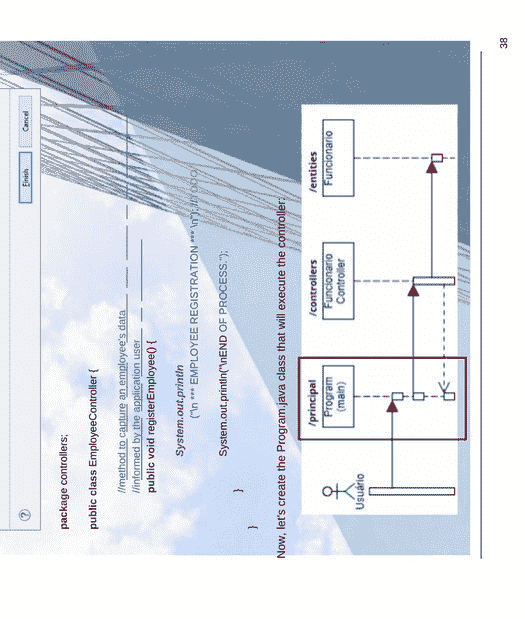 38
Finish
Cancel
?
package controllers;
public class EmployeeController {
//method to capture an employee's data
//informed by the application user
public void registerEmployee() {
System.out.println
("\n *** EMPLOYEE REGISTRATION *** \n"); //TODO
System.out.println("\nEND OF PROCESS.");
}
}
Now, let's create the Program.java class that will execute the controller:
/principal
/controllers
/entities
Program
(main)
Funcionario
Controller
Funcionario
Usuário